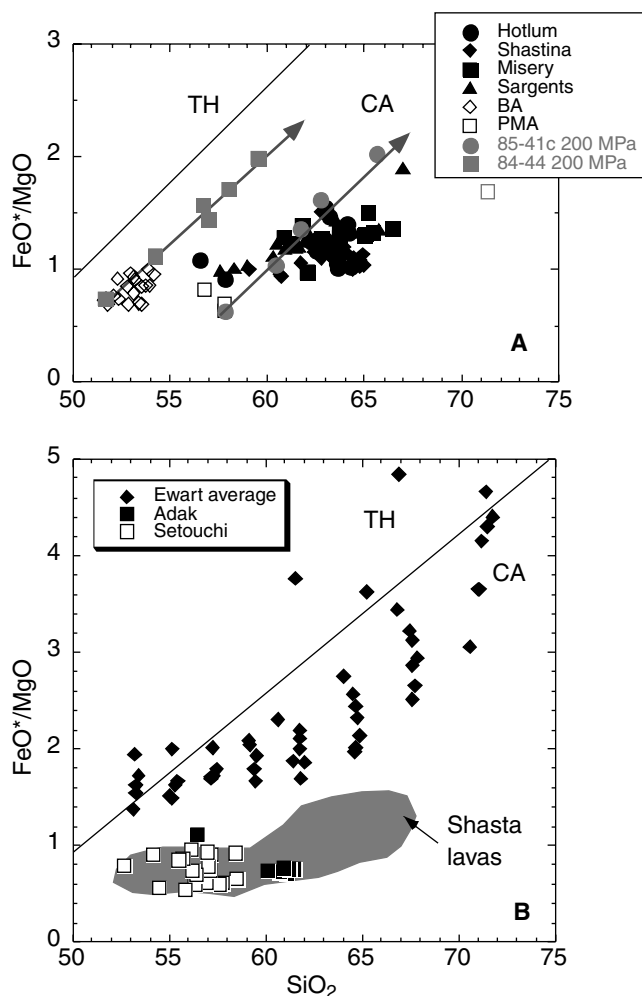 3
2
1
0
FeO*/MgO
TH
CA
Hotlum
Shastina
Misery
Sargents
BA
PMA
85-41c 200 MPa
84-44 200 MPa
A
50 55 60 65 70 75
5
4
3
2
1
0
FeO*/MgO
Ewart average
Adak
Setouchi
TH
CA
Shasta
lavas
B
50 55 60 65 70 75
SiO2